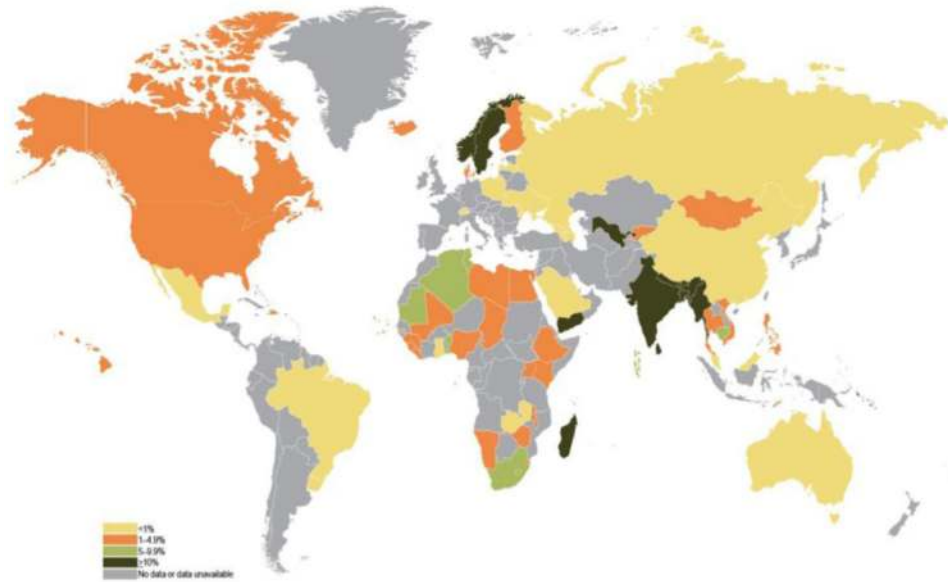 <1%
1–4.9%
5–9.9%
≥10%
No data or data unavailable